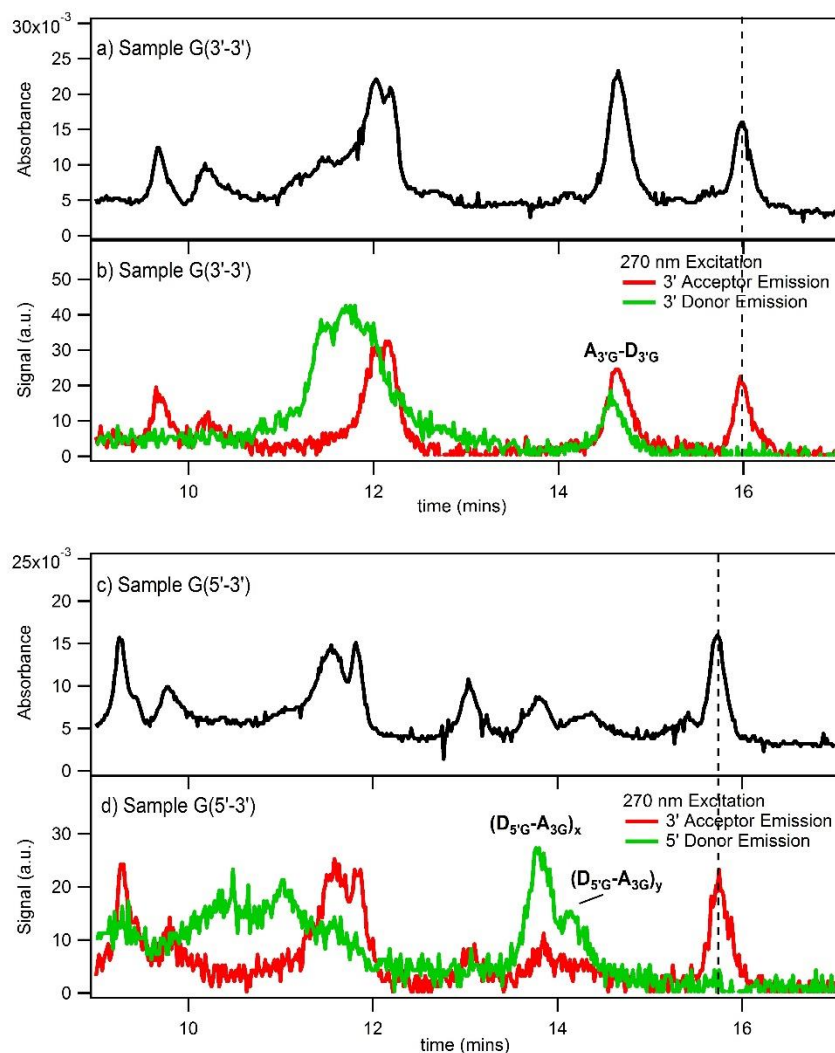 30x10⁻³
a) Sample G(3'-3')
25
20
15
10
5
0
Absorbance
b) Sample G(3'-3')
270 nm Excitation
3' Acceptor Emission
3' Donor Emission
A3'G-D3'G
50
40
30
20
10
0
Signal (a.u.)
10 12 14 16
time (mins)
25x10⁻³
c) Sample G(5'-3')
20
15
10
5
0
Absorbance
d) Sample G(5'-3')
270 nm Excitation
3' Acceptor Emission
5' Donor Emission
(D5'G-A3G)x
(D5'G-A3G)y
30
20
10
0
Signal (a.u.)
10 12 14 16
time (mins)